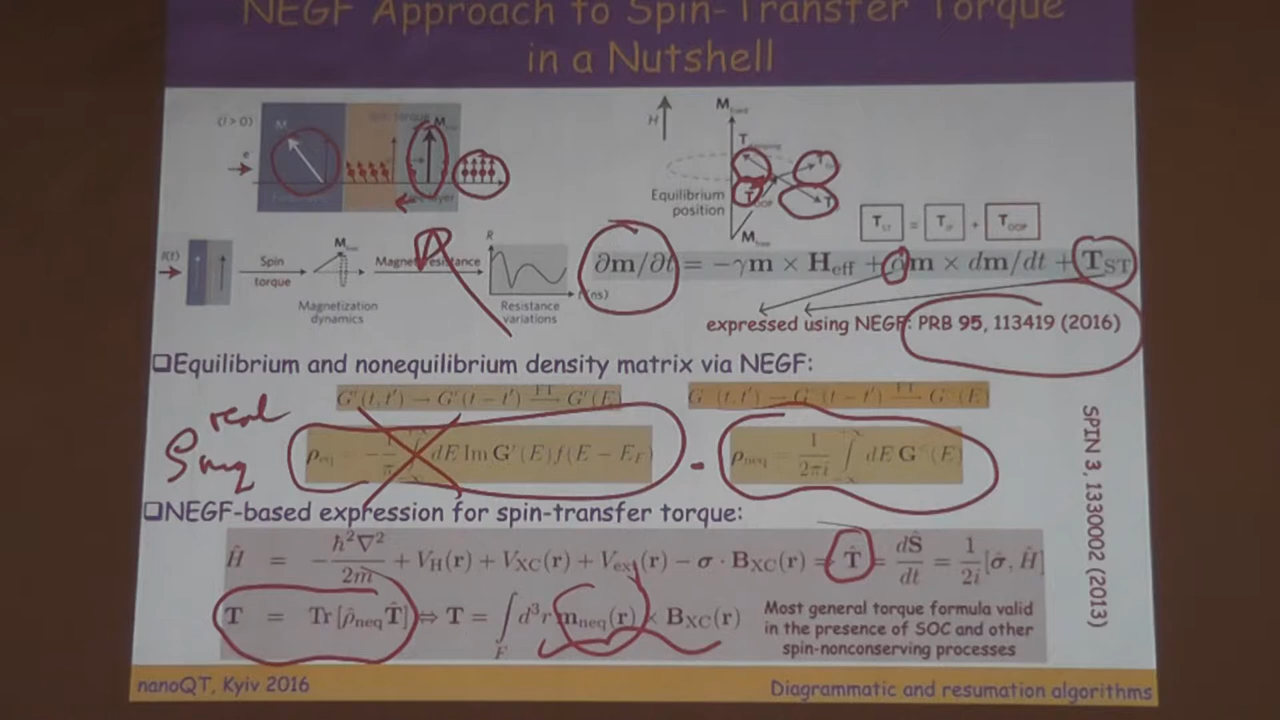 NEGF Approach to Spin-Transfer Torque
in a Nutshell
(I > 0)
M
e
H
Equilibrium
position
T_ST = T_IP + T_OOP
I(t)
Spin
torque
M
Magnetization
dynamics
Magnetoresistance
R
t (ns)
Resistance
variations
∂m/∂t = −γm × H_eff + αm × dm/dt + T_ST
expressed using NEGF: PRB 95, 113419 (2016)
❑Equilibrium and nonequilibrium density matrix via NEGF:
real
ρ_neq
ρ_eq = −1/π ∫ dE Im G^r(E) f(E − E_F)
-
ρ_neq = 1/2πi ∫ dE G (E)
❑NEGF-based expression for spin-transfer torque:
Ĥ = −ħ²∇²/2m + V_H(r) + V_XC(r) + V_ext(r) − σ · B_XC(r) ⇒ T̂ = dŜ/dt = 1/2i [σ̂, Ĥ]
T = Tr [ρ̂_neq T̂] ⇔ T = ∫_F d³r m_neq(r) × B_XC(r)
Most general torque formula valid
in the presence of SOC and other
spin-nonconserving processes
SPIN 3, 1330002 (2013)
nanoQT, Kyiv 2016
Diagrammatic and resumation algorithms